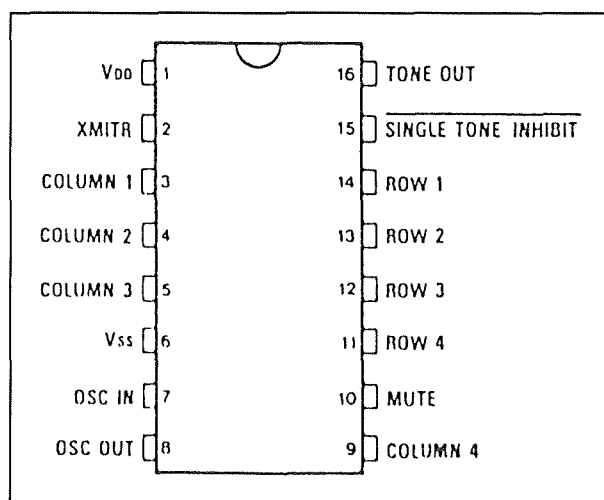 VDD 1 16 TONE OUT
XMITR 2 15 SINGLE TONE INHIBIT
COLUMN 1 3 14 ROW 1
COLUMN 2 4 13 ROW 2
COLUMN 3 5 12 ROW 3
VSS 6 11 ROW 4
OSC IN 7 10 MUTE
OSC OUT 8 9 COLUMN 4